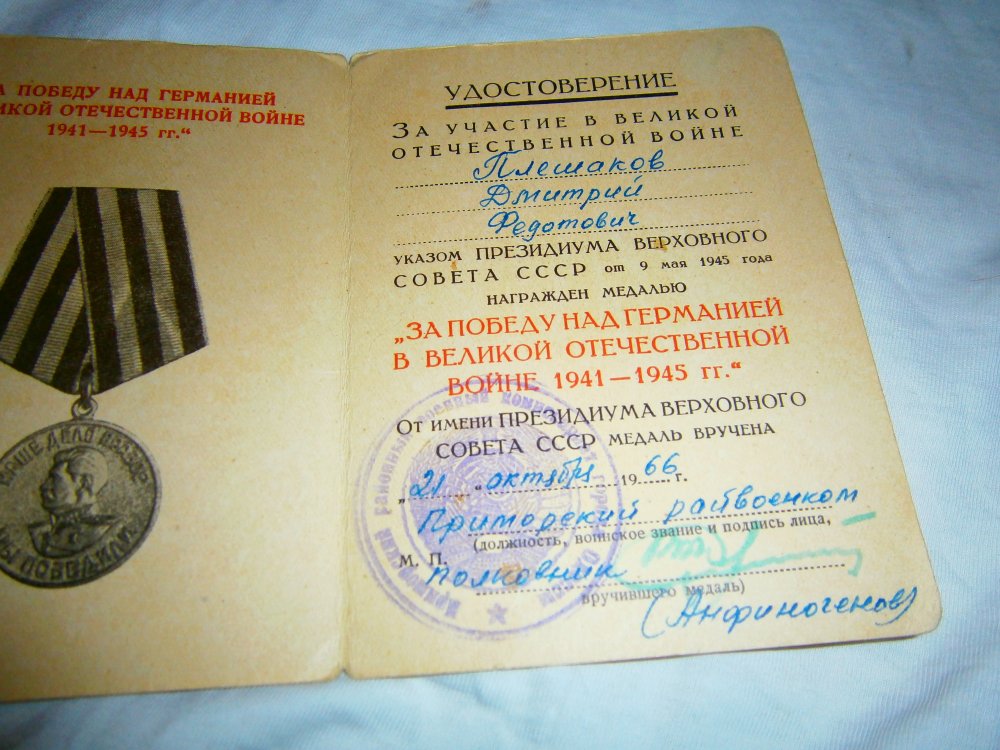 ПОБЕДУ НАД ГЕРМАНИЕЙ
ОТЕЧЕСТВЕННОЙ ВОЙНЕ
1941—1945 гг.“
НАШЕ ДЕЛО ПРАВОЕ
УДОСТОВЕРЕНИЕ
ЗА УЧАСТИЕ В ВЕЛИКОЙ
ОТЕЧЕСТВЕННОЙ ВОЙНЕ
Плешаков
Дмитрий
Федотович
УКАЗОМ ПРЕЗИДИУМА ВЕРХОВНОГО
СОВЕТА СССР от 9 мая 1945 года
НАГРАЖДЕН МЕДАЛЬЮ
„ЗА ПОБЕДУ НАД ГЕРМАНИЕЙ
В ВЕЛИКОЙ ОТЕЧЕСТВЕННОЙ
ВОЙНЕ 1941—1945 гг.“
ОТ ИМЕНИ ПРЕЗИДИУМА ВЕРХОВНОГО
СОВЕТА СССР МЕДАЛЬ ВРУЧЕНА
„21“ октября 1966 г.
Приморский райвоенком
(должность, воинское звание и подпись лица,
М. П.
полковник
вручившего медаль)
(Анфиногенов)